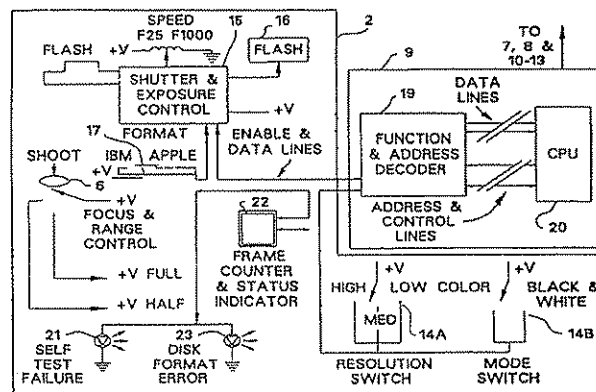 SPEED
F25 F1000
+V
15
16
FLASH
FLASH
2
TO
7, 8 &
10-13
9
SHUTTER &
EXPOSURE
CONTROL
+V
19
DATA
LINES
FUNCTION
& ADDRESS
DECODER
CPU
20
FORMAT
17
IBM APPLE
+V
ENABLE &
DATA LINES
SHOOT
6
+V
FOCUS &
RANGE
CONTROL
22
ADDRESS
& CONTROL
LINES
FRAME
COUNTER
& STATUS
INDICATOR
+V FULL
+V HALF
21
SELF
TEST
FAILURE
23
DISK
FORMAT
ERROR
+V
HIGH
LOW
MED
14A
RESOLUTION
SWITCH
+V
COLOR
BLACK &
WHITE
14B
MODE
SWITCH